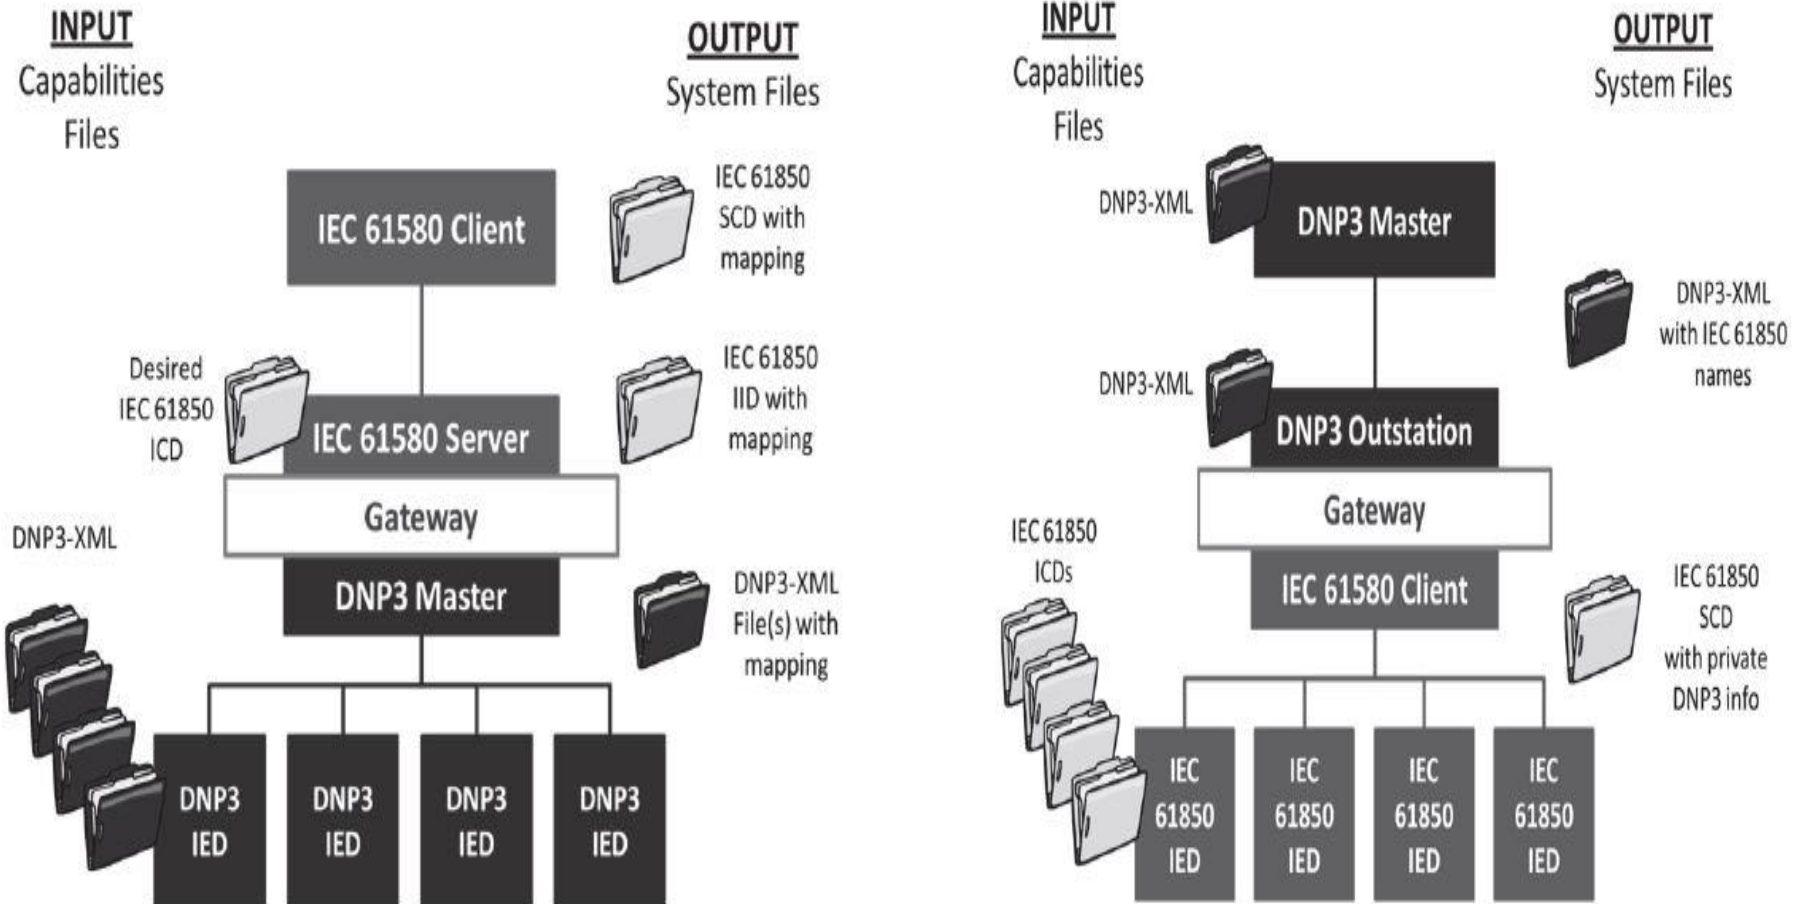 INPUT
Capabilities
Files
OUTPUT
System Files
IEC 61580 Client
IEC 61850
SCD with
mapping
Desired
IEC 61850
ICD
IEC 61580 Server
IEC 61850
IID with
mapping
Gateway
DNP3-XML
DNP3 Master
DNP3-XML
File(s) with
mapping
DNP3
IED
DNP3
IED
DNP3
IED
DNP3
IED
INPUT
Capabilities
Files
OUTPUT
System Files
DNP3-XML
DNP3 Master
DNP3-XML
with IEC 61850
names
DNP3-XML
DNP3 Outstation
Gateway
IEC 61850
ICDs
IEC 61580 Client
IEC 61850
SCD
with private
DNP3 info
IEC
61850
IED
IEC
61850
IED
IEC
61850
IED
IEC
61850
IED